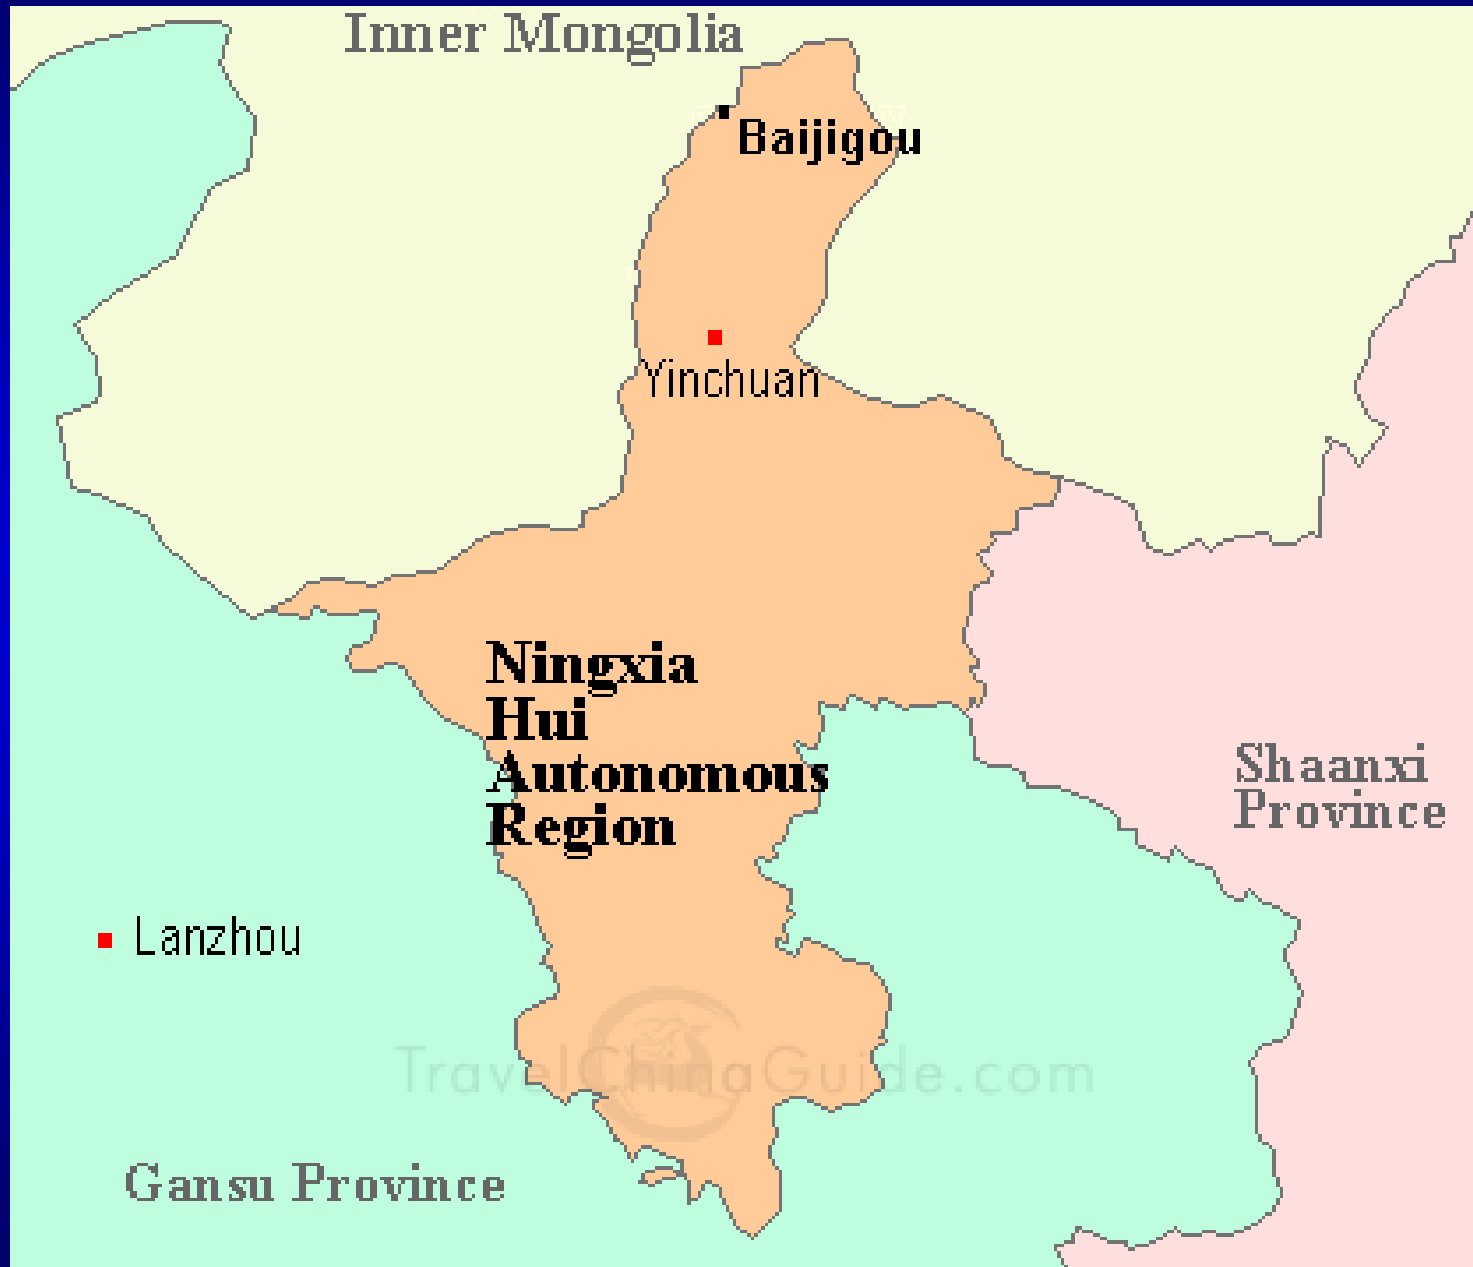 Inner Mongolia
Baijigou
Yinchuan
Ningxia
Hui
Autonomous
Region
Shaanxi
Province
Lanzhou
TravelChinaGuide.com
Gansu Province